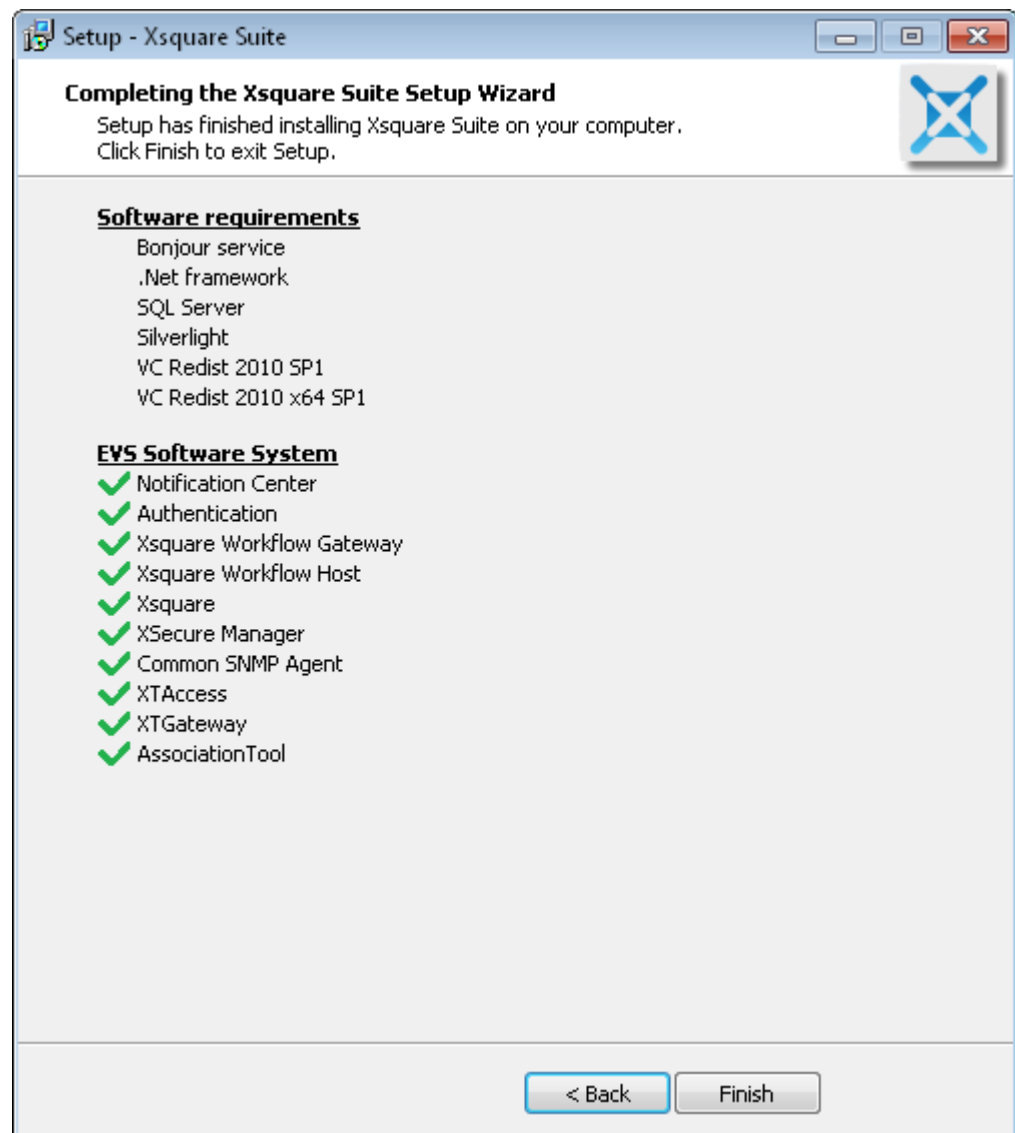 Setup - Xsquare Suite
Completing the Xsquare Suite Setup Wizard
Setup has finished installing Xsquare Suite on your computer.
Click Finish to exit Setup.
Software requirements
Bonjour service
.Net framework
SQL Server
Silverlight
VC Redist 2010 SP1
VC Redist 2010 x64 SP1
EVS Software System
Notification Center
Authentication
Xsquare Workflow Gateway
Xsquare Workflow Host
Xsquare
XSecure Manager
Common SNMP Agent
XTAccess
XTGateway
AssociationTool
< Back Finish